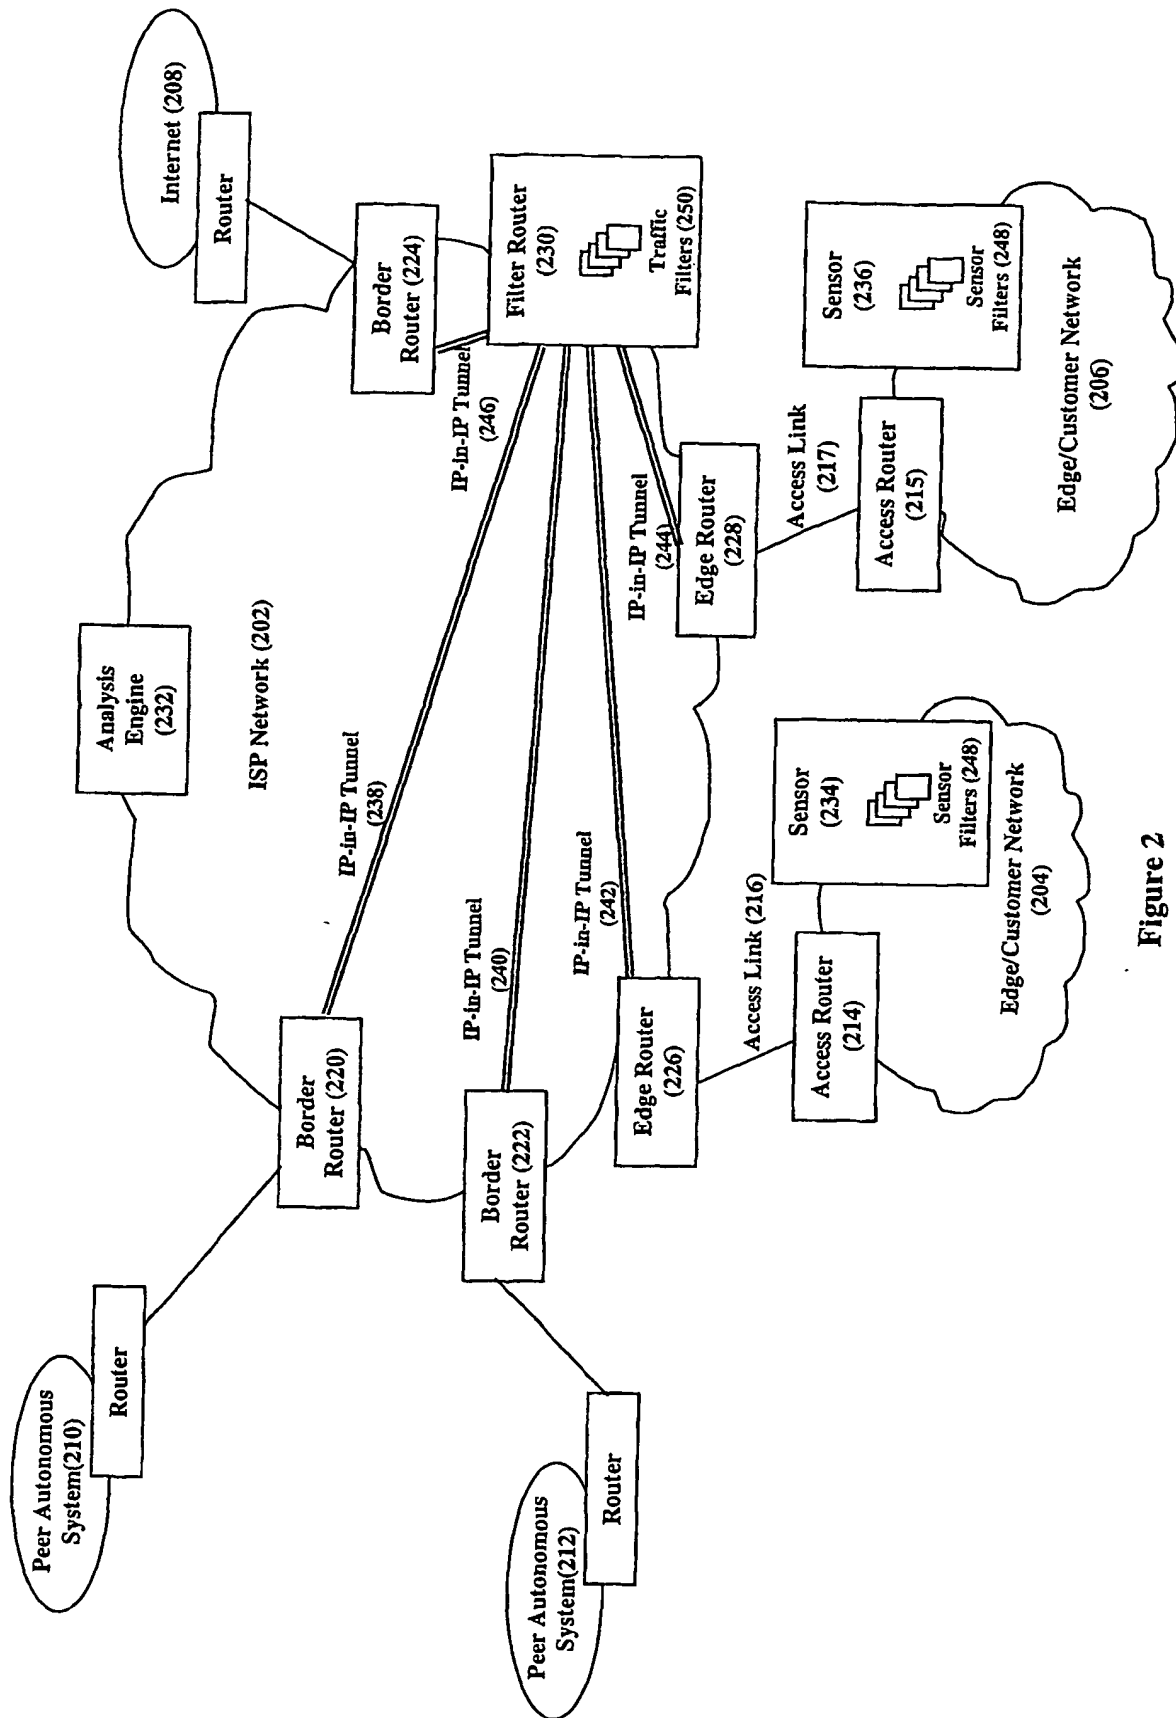 Peer Autonomous
System(210)
Router
Peer Autonomous
System(212)
Router
Border
Router (220)
Border
Router (222)
Analysis
Engine
(232)
ISP Network (202)
Internet (208)
Router
Border
Router (224)
IP-in-IP Tunnel
(238)
IP-in-IP Tunnel
(240)
IP-in-IP Tunnel
(242)
IP-in-IP Tunnel
(244)
IP-in-IP Tunnel
(246)
Filter Router
(230)
Traffic
Filters (250)
Edge Router
(226)
Edge Router
(228)
Access Link (216)
Access Router
(214)
Sensor
(234)
Sensor
Filters (248)
Edge/Customer Network
(204)
Access Link
(217)
Access Router
(215)
Sensor
(236)
Sensor
Filters (248)
Edge/Customer Network
(206)
Figure 2